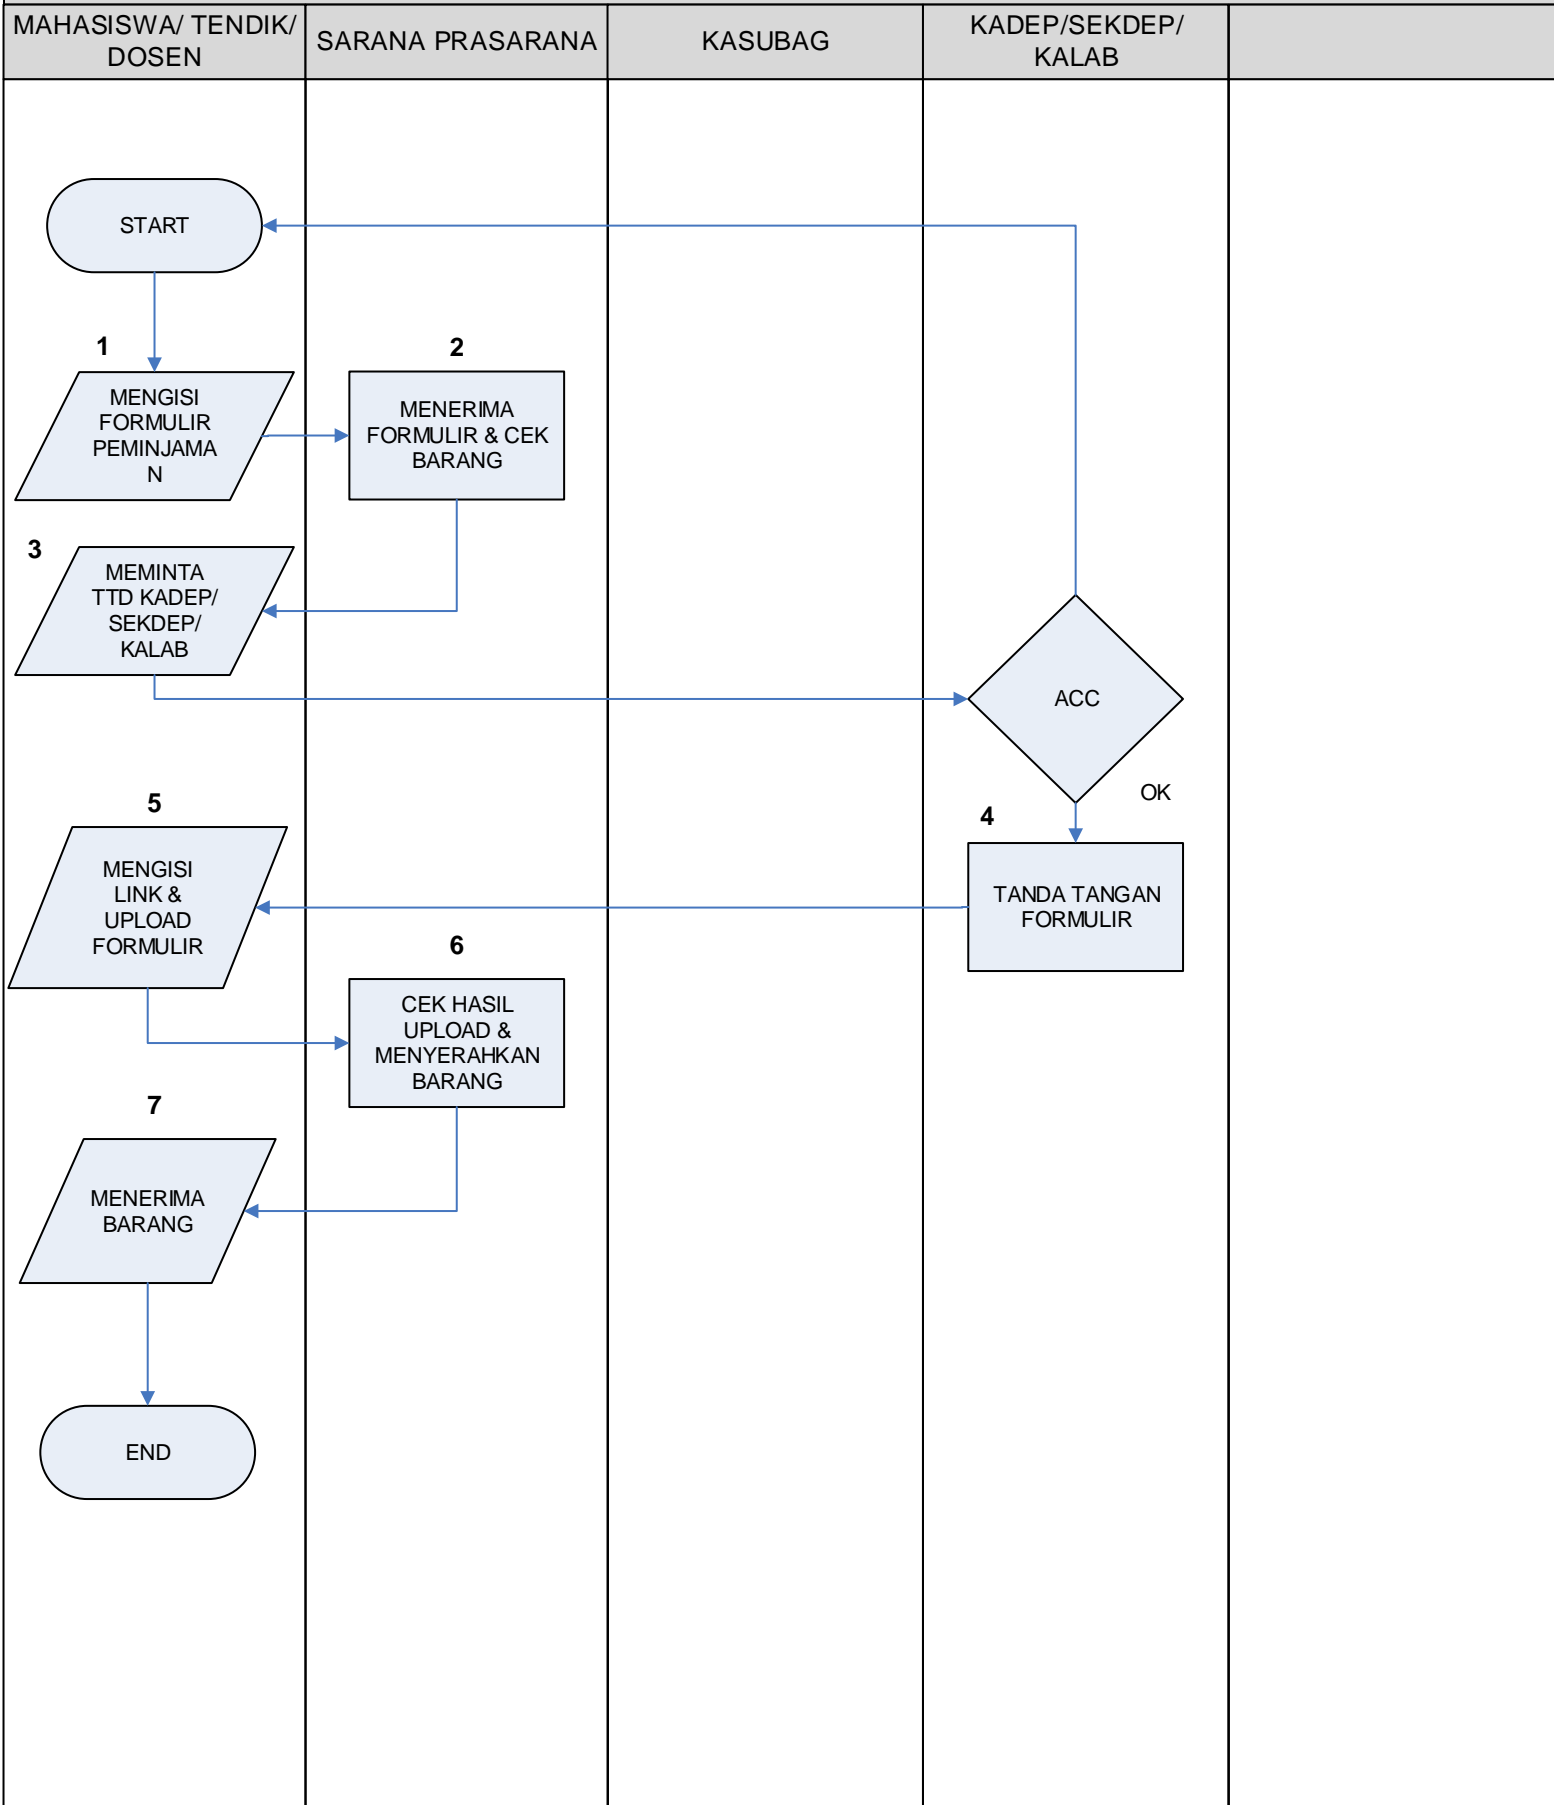 MAHASISWA/ TENDIK/
DOSEN
SARANA PRASARANA
KASUBAG
KADEP/SEKDEP/
KALAB
START
1
MENGISI
FORMULIR
PEMINJAMA
N
2
MENERIMA
FORMULIR & CEK
BARANG
3
MEMINTA
TTD KADEP/
SEKDEP/
KALAB
ACC
OK
4
TANDA TANGAN
FORMULIR
5
MENGISI
LINK &
UPLOAD
FORMULIR
6
CEK HASIL
UPLOAD &
MENYERAHKAN
BARANG
7
MENERIMA
BARANG
END